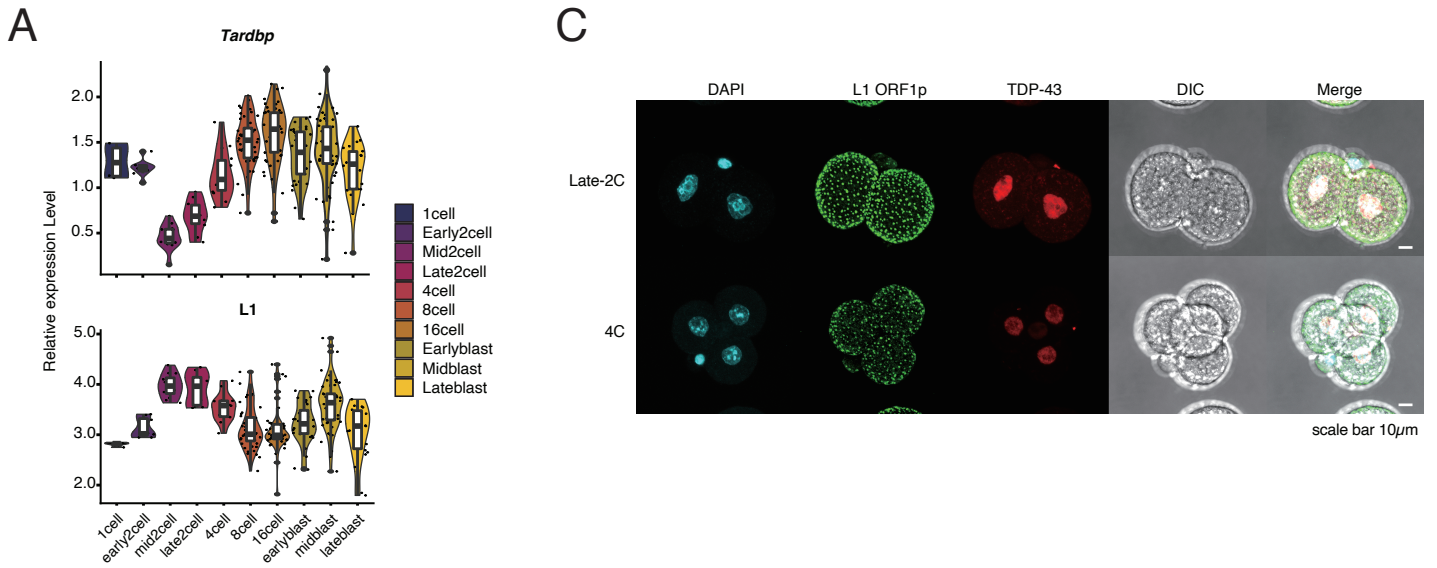 A
Tardbp
Relative expression Level
2.0
1.5
1.0
0.5
L1
5.0
4.0
3.0
2.0
1cell
early2cell
mid2cell
late2cell
4cell
8cell
16cell
earlyblast
midblast
lateblast
1cell
Early2cell
Mid2cell
Late2cell
4cell
8cell
16cell
Earlyblast
Midblast
Lateblast
C
DAPI L1 ORF1p TDP-43 DIC Merge
Late-2C
4C
scale bar 10μm